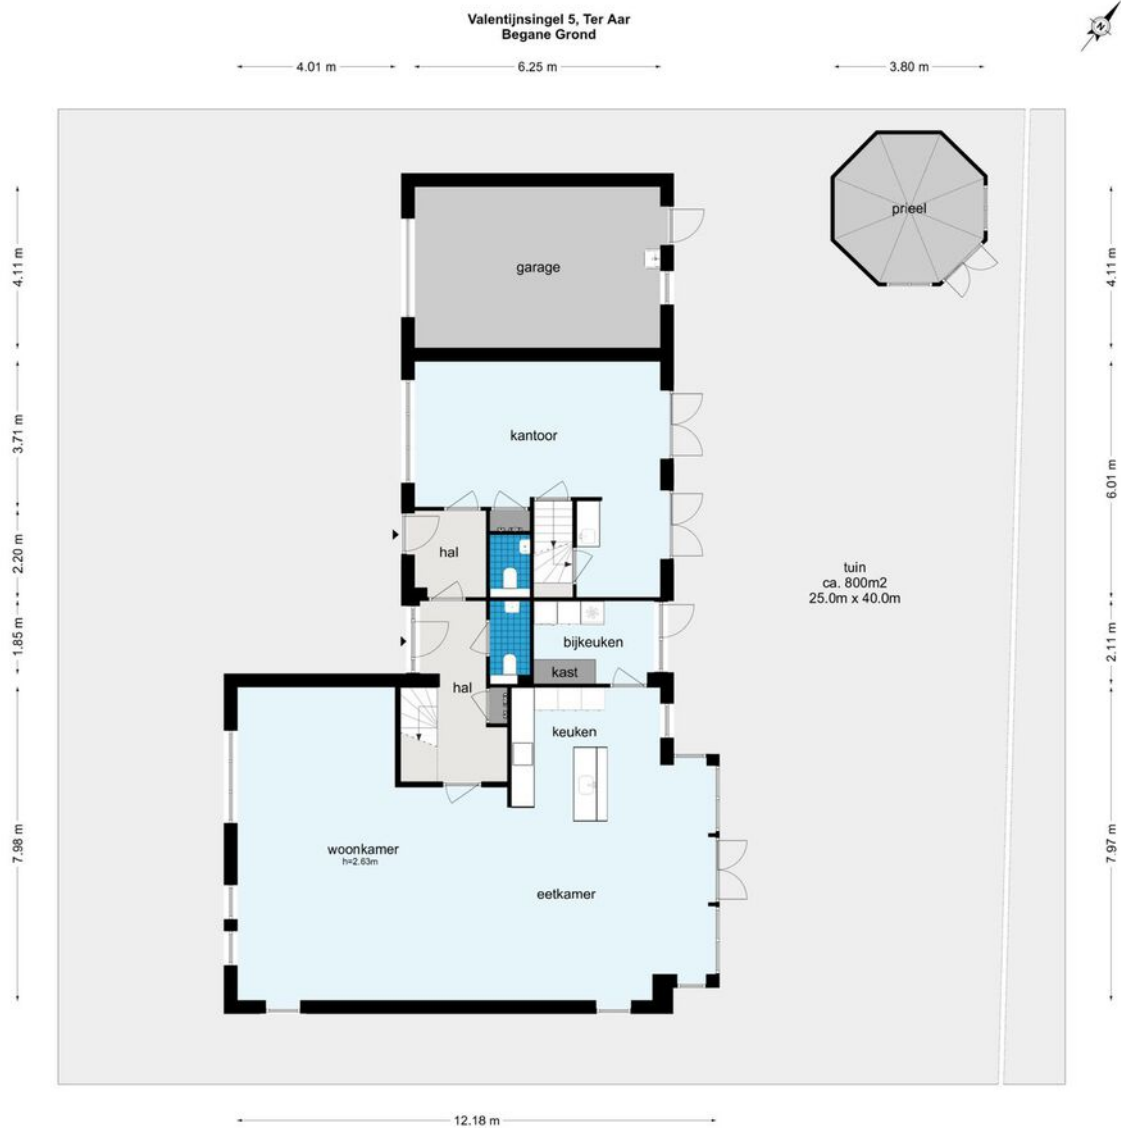 Valentijnsingel 5, Ter Aar
Begane Grond
N
4.01 m
6.25 m
3.80 m
prieel
garage
4.11 m
4.11 m
kantoor
3.71 m
6.01 m
hal
2.20 m
tuin
ca. 800m2
25.0m x 40.0m
1.85 m
bijkeuken
2.11 m
kast
hal
keuken
woonkamer
h=2.63m
7.98 m
7.97 m
eetkamer
12.18 m